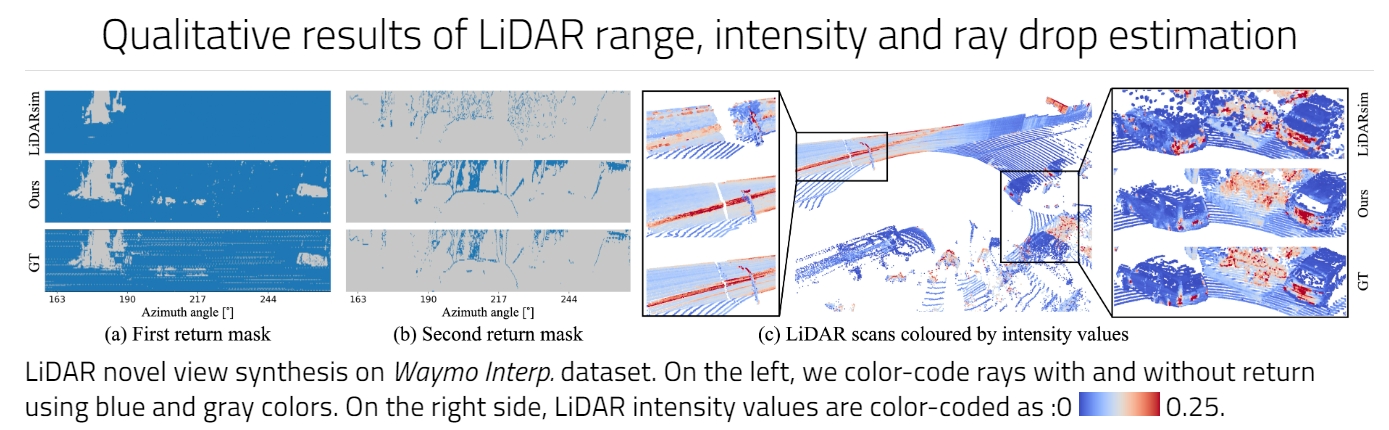 Qualitative results of LiDAR range, intensity and ray drop estimation
LiDARsim
Ours
GT
163 190 217 244
Azimuth angle [°]
(a) First return mask
163 190 217 244
Azimuth angle [°]
(b) Second return mask
LiDARsim
Ours
GT
(c) LiDAR scans coloured by intensity values
LiDAR novel view synthesis on Waymo Interp. dataset. On the left, we color-code rays with and without return
using blue and gray colors. On the right side, LiDAR intensity values are color-coded as :0 0.25.